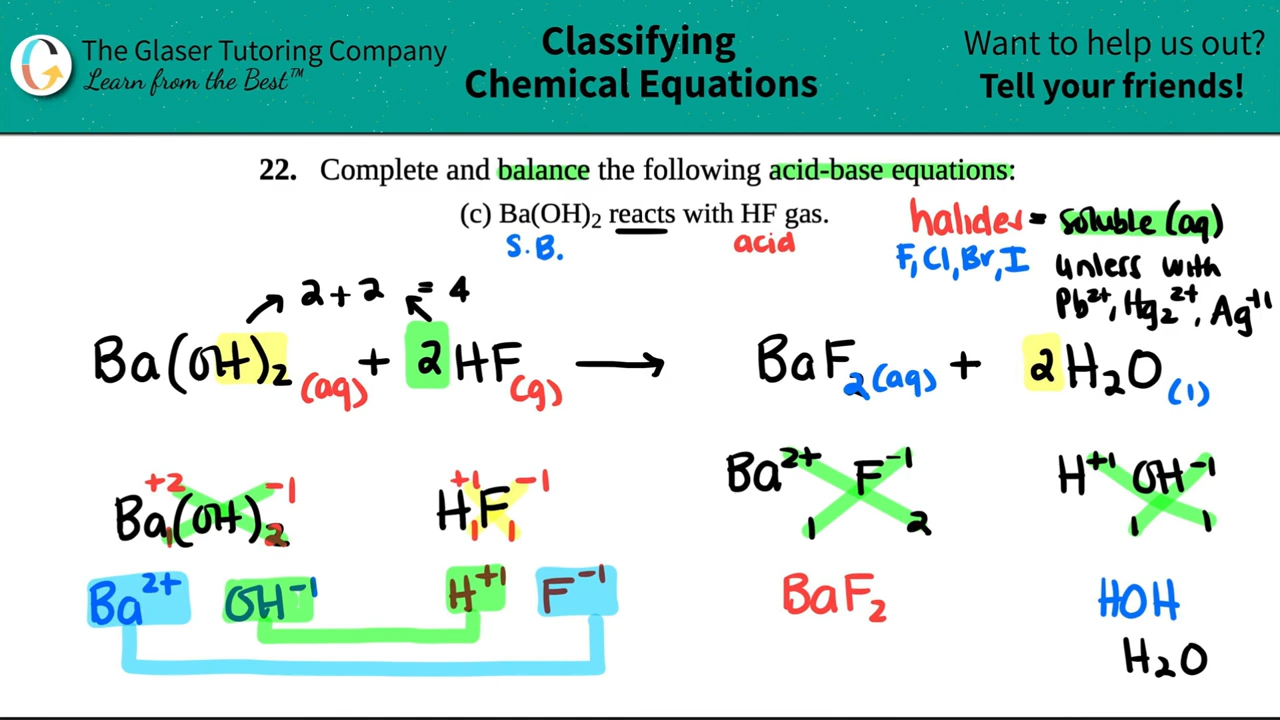 The Glaser Tutoring Company
Learn from the Best™
Classifying
Chemical Equations
Want to help us out?
Tell your friends!
22. Complete and balance the following acid-base equations:
(c) Ba(OH)₂ reacts with HF gas.
S.B. acid
halides = soluble (aq)
F, Cl, Br, I unless with
Pb²⁺, Hg₂²⁺, Ag⁺¹
2 + 2 = 4
Ba(OH)₂ (aq) + 2HF (g) → BaF₂ (aq) + 2H₂O (l)
+2 -1 +1 -1
Ba(OH) HF
1 2 1 1
Ba²⁺ F⁻¹ H⁺¹ OH⁻¹
1 2 1 1
Ba²⁺ OH⁻¹ H⁺¹ F⁻¹
BaF₂ HOH
H₂O